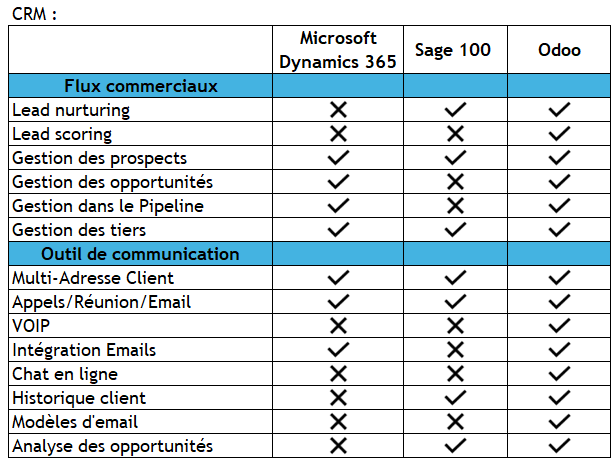 CRM :
Microsoft Dynamics 365 Sage 100 Odoo
Flux commerciaux
Lead nurturing ✕ ✓ ✓
Lead scoring ✕ ✕ ✓
Gestion des prospects ✓ ✓ ✓
Gestion des opportunités ✓ ✕ ✓
Gestion dans le Pipeline ✓ ✕ ✓
Gestion des tiers ✓ ✓ ✓
Outil de communication
Multi-Adresse Client ✓ ✓ ✓
Appels/Réunion/Email ✓ ✓ ✓
VOIP ✕ ✕ ✓
Intégration Emails ✓ ✕ ✓
Chat en ligne ✕ ✕ ✓
Historique client ✕ ✓ ✓
Modèles d'email ✕ ✕ ✓
Analyse des opportunités ✕ ✓ ✓